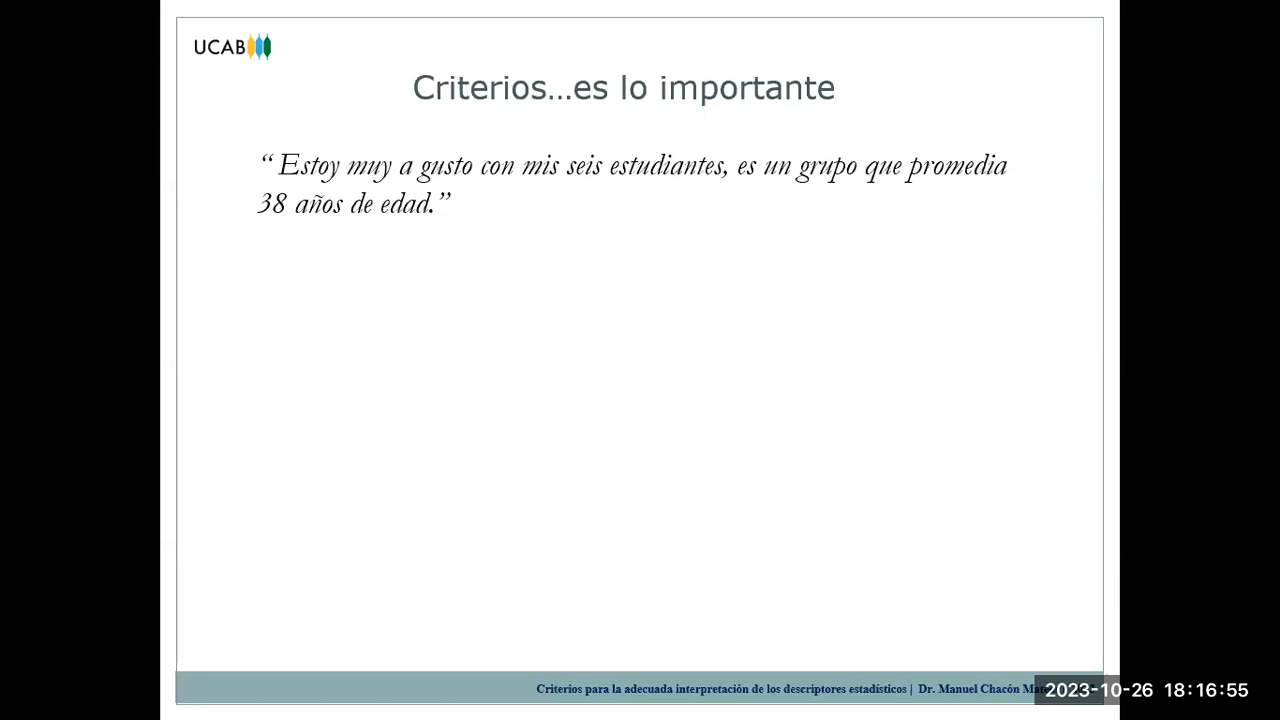 UCAB
Criterios...es lo importante
“ Estoy muy a gusto con mis seis estudiantes, es un grupo que promedia
38 años de edad.”
Criterios para la adecuada interpretación de los descriptores estadísticos | Dr. Manuel Chacón
2023-10-26 18:16:55